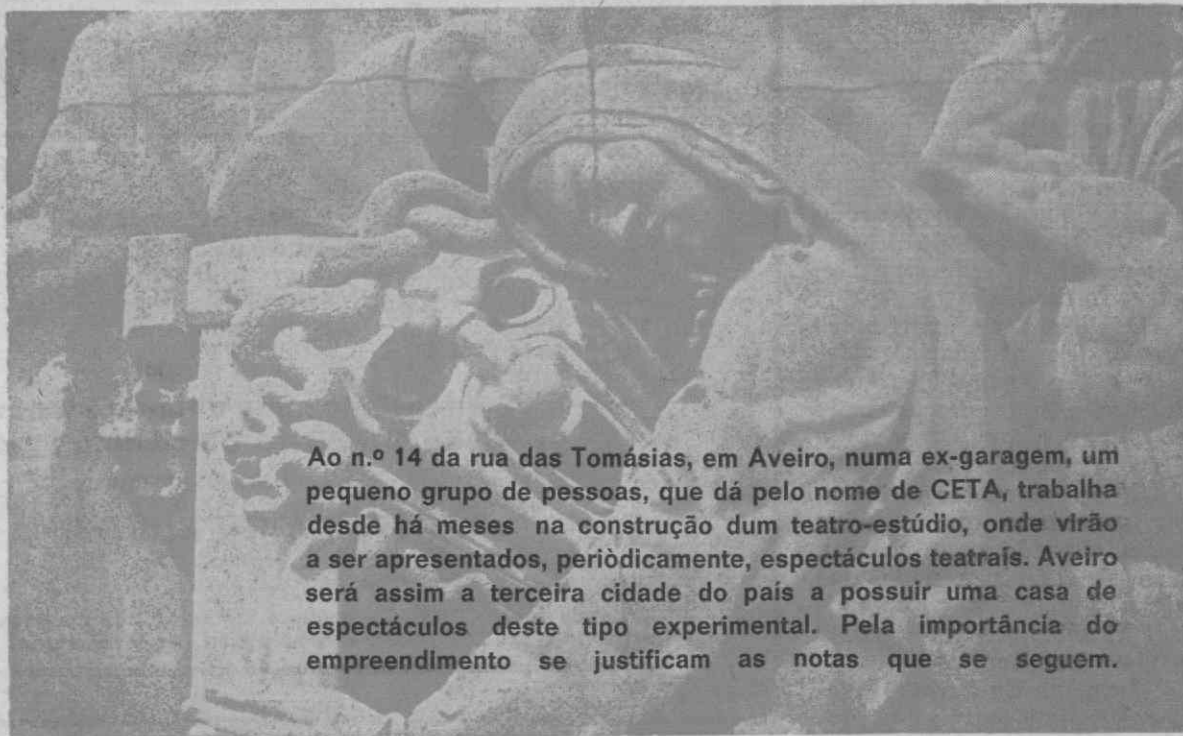 Ao n.º 14 da rua das Tomásias, em Aveiro, numa ex-garagem, um
pequeno grupo de pessoas, que dá pelo nome de CETA, trabalha
desde há meses na construção dum teatro-estúdio, onde virão
a ser apresentados, periòdicamente, espectáculos teatrais. Aveiro
será assim a terceira cidade do país a possuir uma casa de
espectáculos deste tipo experimental. Pela importância do
empreendimento se justificam as notas que se seguem.